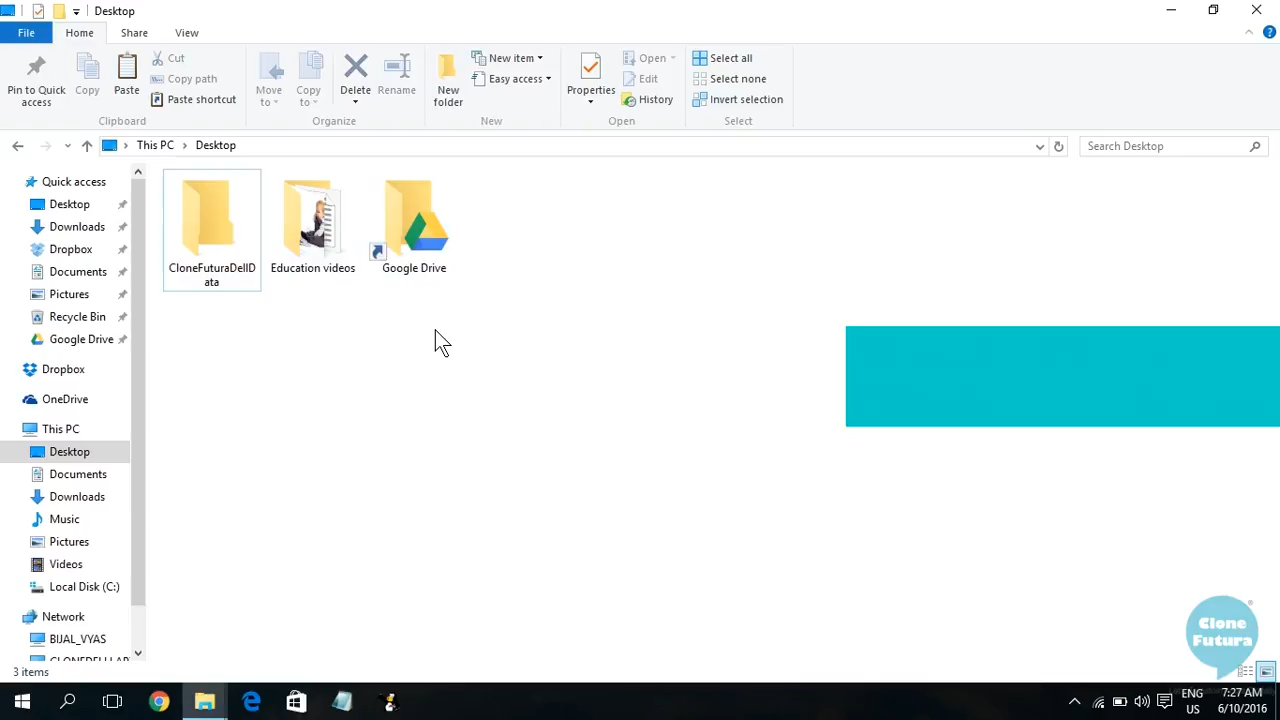 Desktop
File Home Share View
Pin to Quick access
Copy
Paste
Cut
Copy path
Paste shortcut
Clipboard
Move to
Copy to
Delete
Rename
Organize
New folder
New item
Easy access
New
Properties
Open
Edit
History
Open
Select all
Select none
Invert selection
Select
This PC > Desktop
Search Desktop
Quick access
Desktop
Downloads
Dropbox
Documents
Pictures
Recycle Bin
Google Drive
Dropbox
OneDrive
This PC
Desktop
Documents
Downloads
Music
Pictures
Videos
Local Disk (C:)
Network
BIJAL_VYAS
CloneFuturaDellD
ata
Education videos
Google Drive
Clone
Futura
®
3 items
ENG
US
7:27 AM
6/10/2016